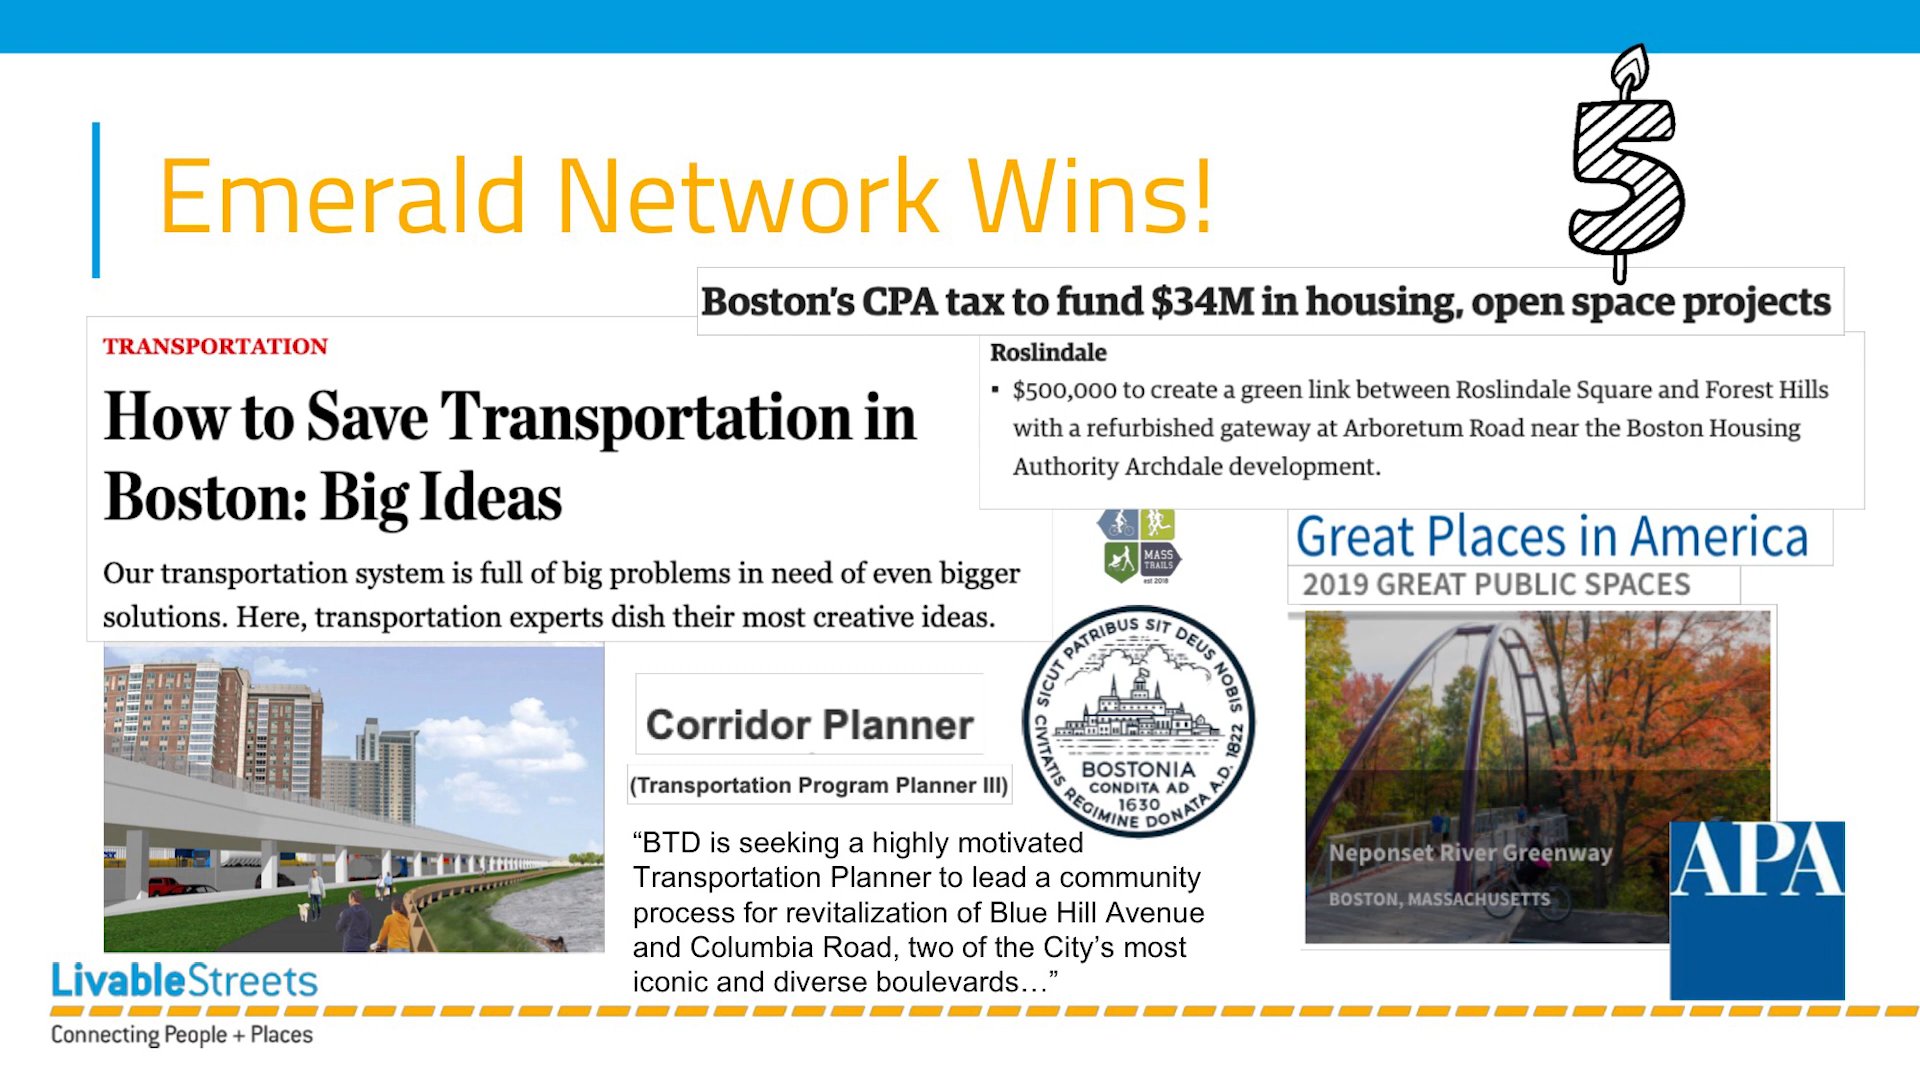 5
Emerald Network Wins!
Boston's CPA tax to fund $34M in housing, open space projects
TRANSPORTATION
How to Save Transportation in
Boston: Big Ideas
Our transportation system is full of big problems in need of even bigger
solutions. Here, transportation experts dish their most creative ideas.
Roslindale
▪ $500,000 to create a green link between Roslindale Square and Forest Hills
with a refurbished gateway at Arboretum Road near the Boston Housing
Authority Archdale development.
MASS
TRAILS
est 2018
Great Places in America
2019 GREAT PUBLIC SPACES
Neponset River Greenway
BOSTON, MASSACHUSETTS
APA
SICUT PATRIBUS SIT DEUS NOBIS
CIVITATIS REGIMINE DONATA A.D. 1822
BOSTONIA
CONDITA AD
1630
Corridor Planner
(Transportation Program Planner III)
“BTD is seeking a highly motivated
Transportation Planner to lead a community
process for revitalization of Blue Hill Avenue
and Columbia Road, two of the City’s most
iconic and diverse boulevards…”
LivableStreets
Connecting People + Places